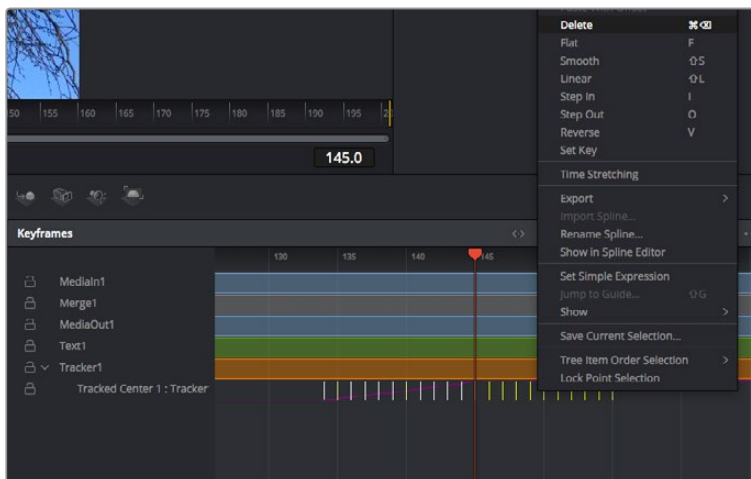 Delete ⌘⌫
Flat F
Smooth ⇧S
Linear ⇧L
Step In I
Step Out O
Reverse V
Set Key
Time Stretching
Export >
Import Spline...
Rename Spline...
Show in Spline Editor
Set Simple Expression
Jump to Guide... ⇧G
Show >
Save Current Selection...
Tree Item Order Selection >
Lock Point Selection
155 160 165 170 175 180 185 190 195
145.0
Keyframes
130 135 140 145
MediaIn1
Merge1
MediaOut1
Text1
Tracker1
Tracked Center 1 : Tracker